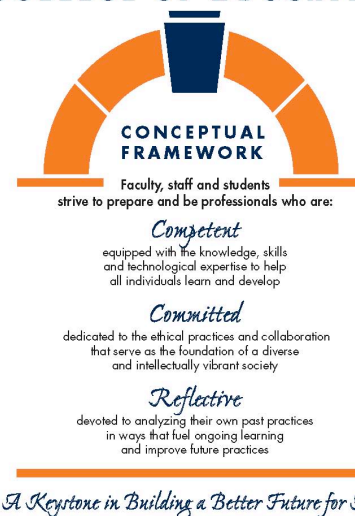 CONCEPTUAL
FRAMEWORK
Faculty, staff and students
strive to prepare and be professionals who are:
Competent
equipped with the knowledge, skills
and technological expertise to help
all individuals learn and develop
Committed
dedicated to the ethical practices and collaboration
that serve as the foundation of a diverse
and intellectually vibrant society
Reflective
devoted to analyzing their own past practices
in ways that fuel ongoing learning
and improve future practices
A Keystone in Building a Better Future for